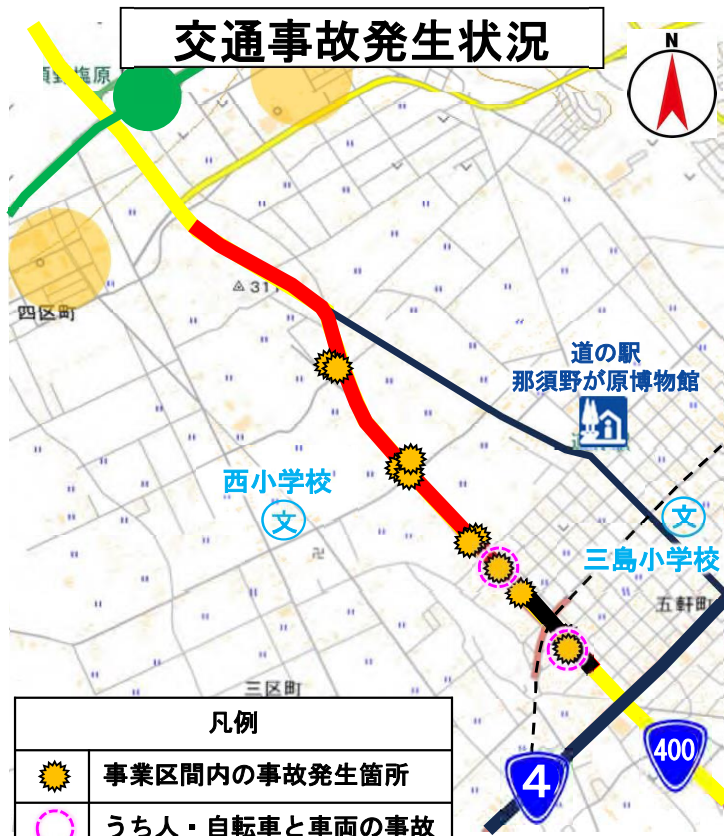 交通事故発生状況
N
塩原
四区町
道の駅
那須野が原博物館
西小学校
文
文
三島小学校
五軒町
三区町
凡例
事業区間内の事故発生箇所
うち人・自転車と車両の事故
4
400